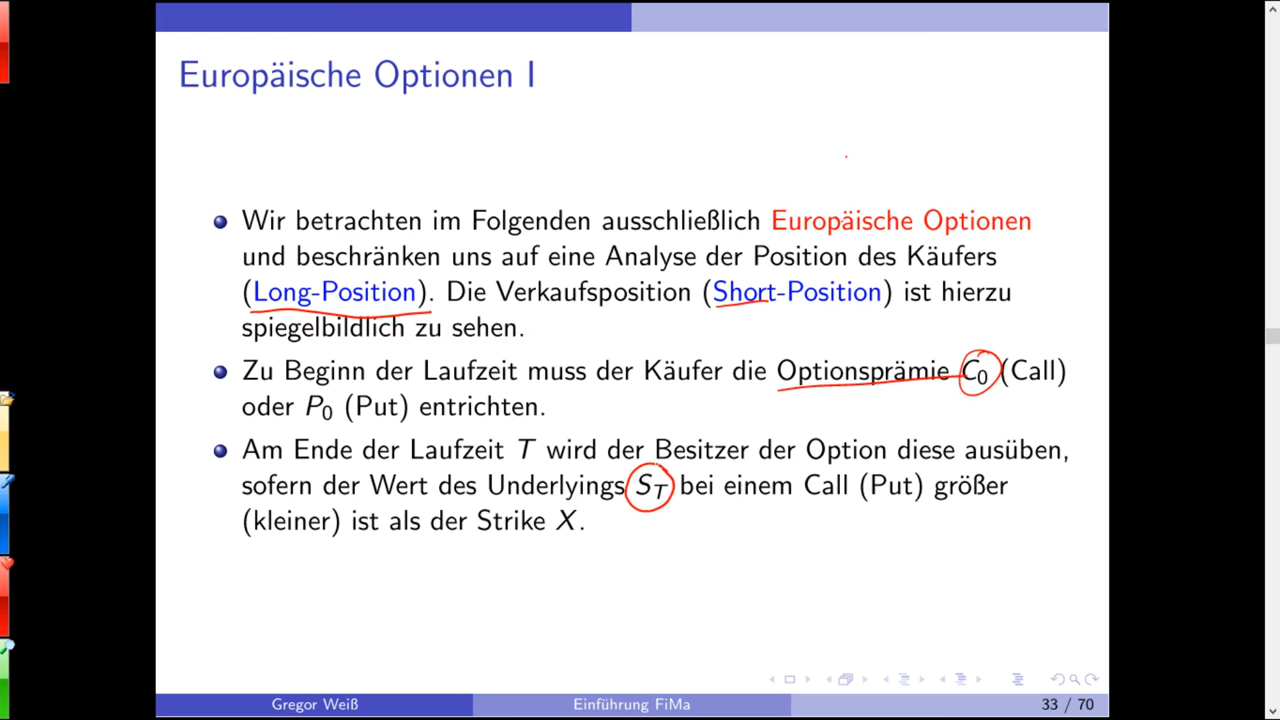 Europäische Optionen I
Wir betrachten im Folgenden ausschließlich Europäische Optionen
und beschränken uns auf eine Analyse der Position des Käufers
(Long-Position). Die Verkaufsposition (Short-Position) ist hierzu
spiegelbildlich zu sehen.
Zu Beginn der Laufzeit muss der Käufer die Optionsprämie C₀ (Call)
oder P₀ (Put) entrichten.
Am Ende der Laufzeit T wird der Besitzer der Option diese ausüben,
sofern der Wert des Underlyings S_T bei einem Call (Put) größer
(kleiner) ist als der Strike X.
Gregor Weiß Einführung FiMa 33 / 70